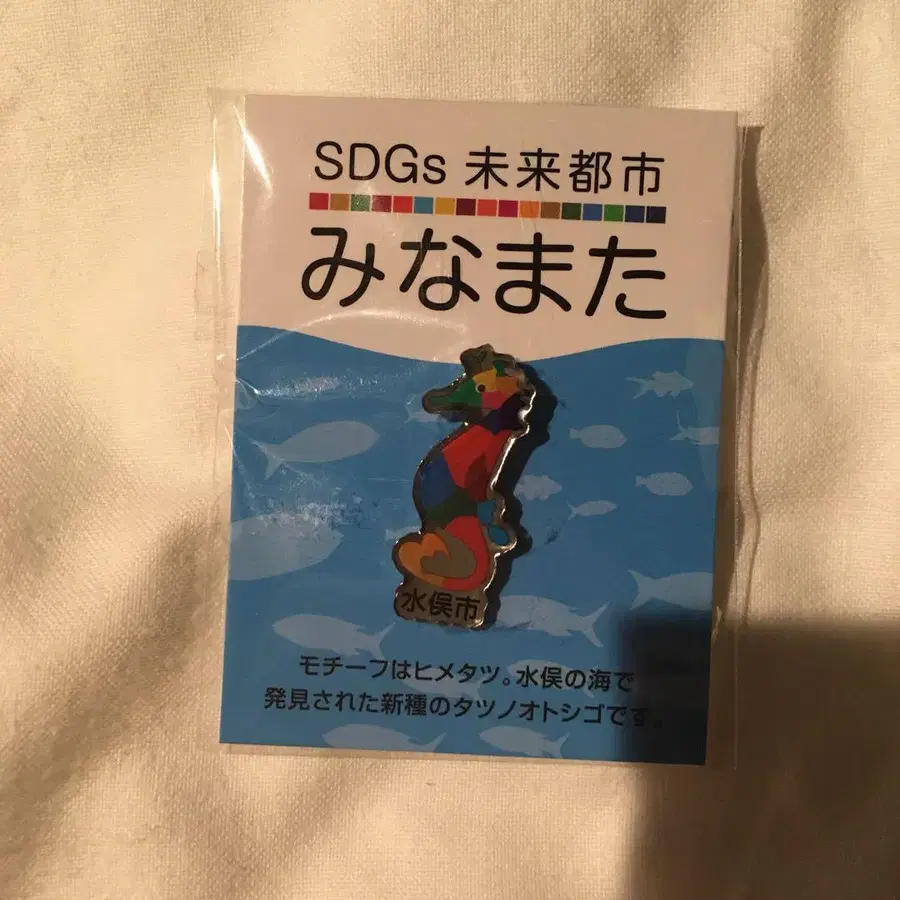 SDGs 未来都市
みなまた
水俣市
モチーフはヒメタツ。水俣の海で
発見された新種のタツノオトシゴです。